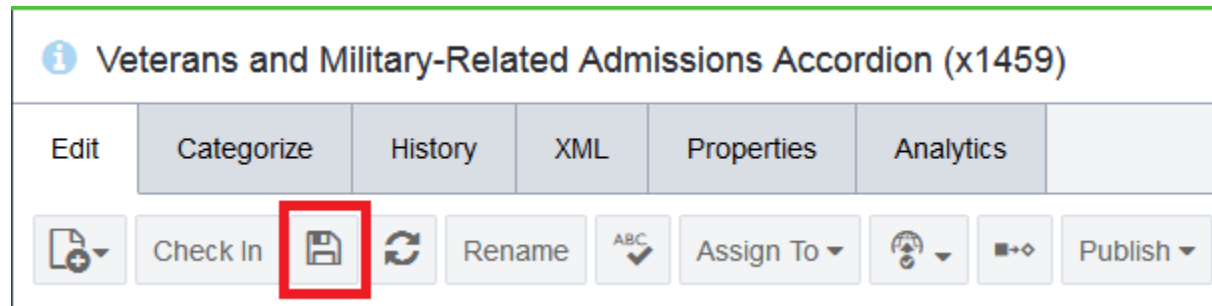 Veterans and Military-Related Admissions Accordion (x1459)
Edit Categorize History XML Properties Analytics
Check In Rename ABC Assign To Publish